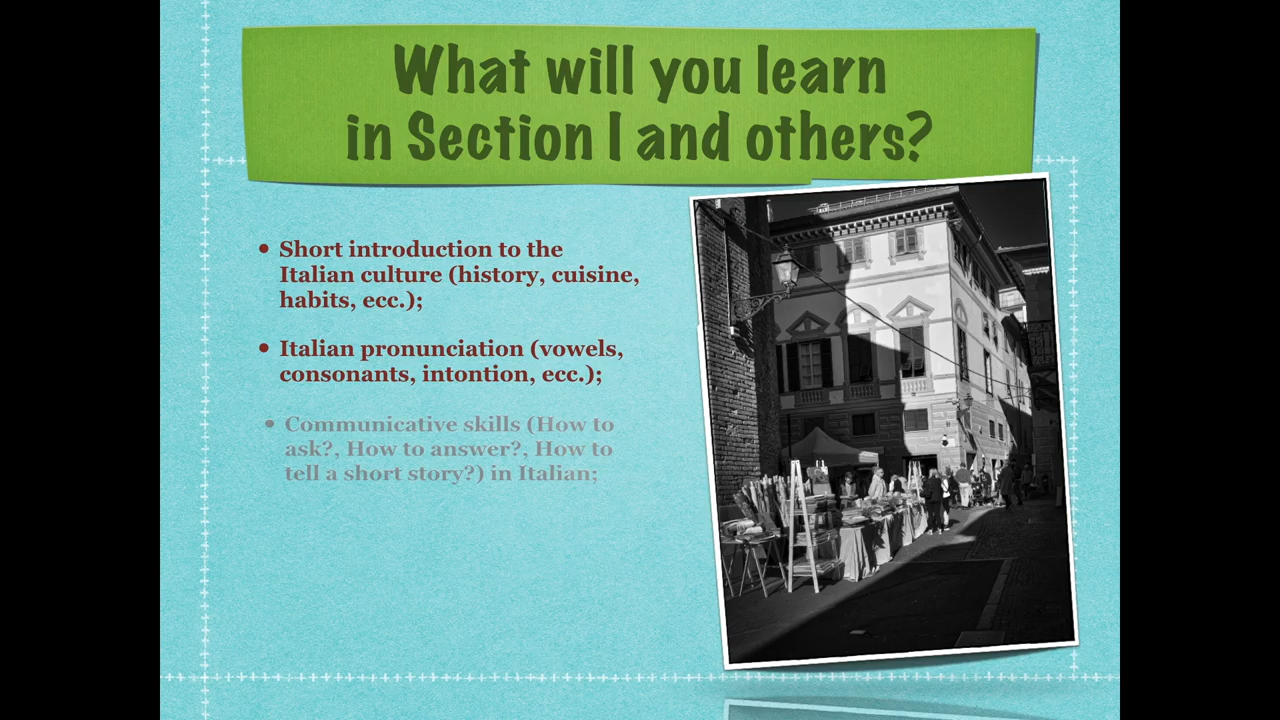 What will you learn
in Section I and others?
• Short introduction to the
Italian culture (history, cuisine,
habits, ecc.);
• Italian pronunciation (vowels,
consonants, intontion, ecc.);
• Communicative skills (How to
ask?, How to answer?, How to
tell a short story?) in Italian;